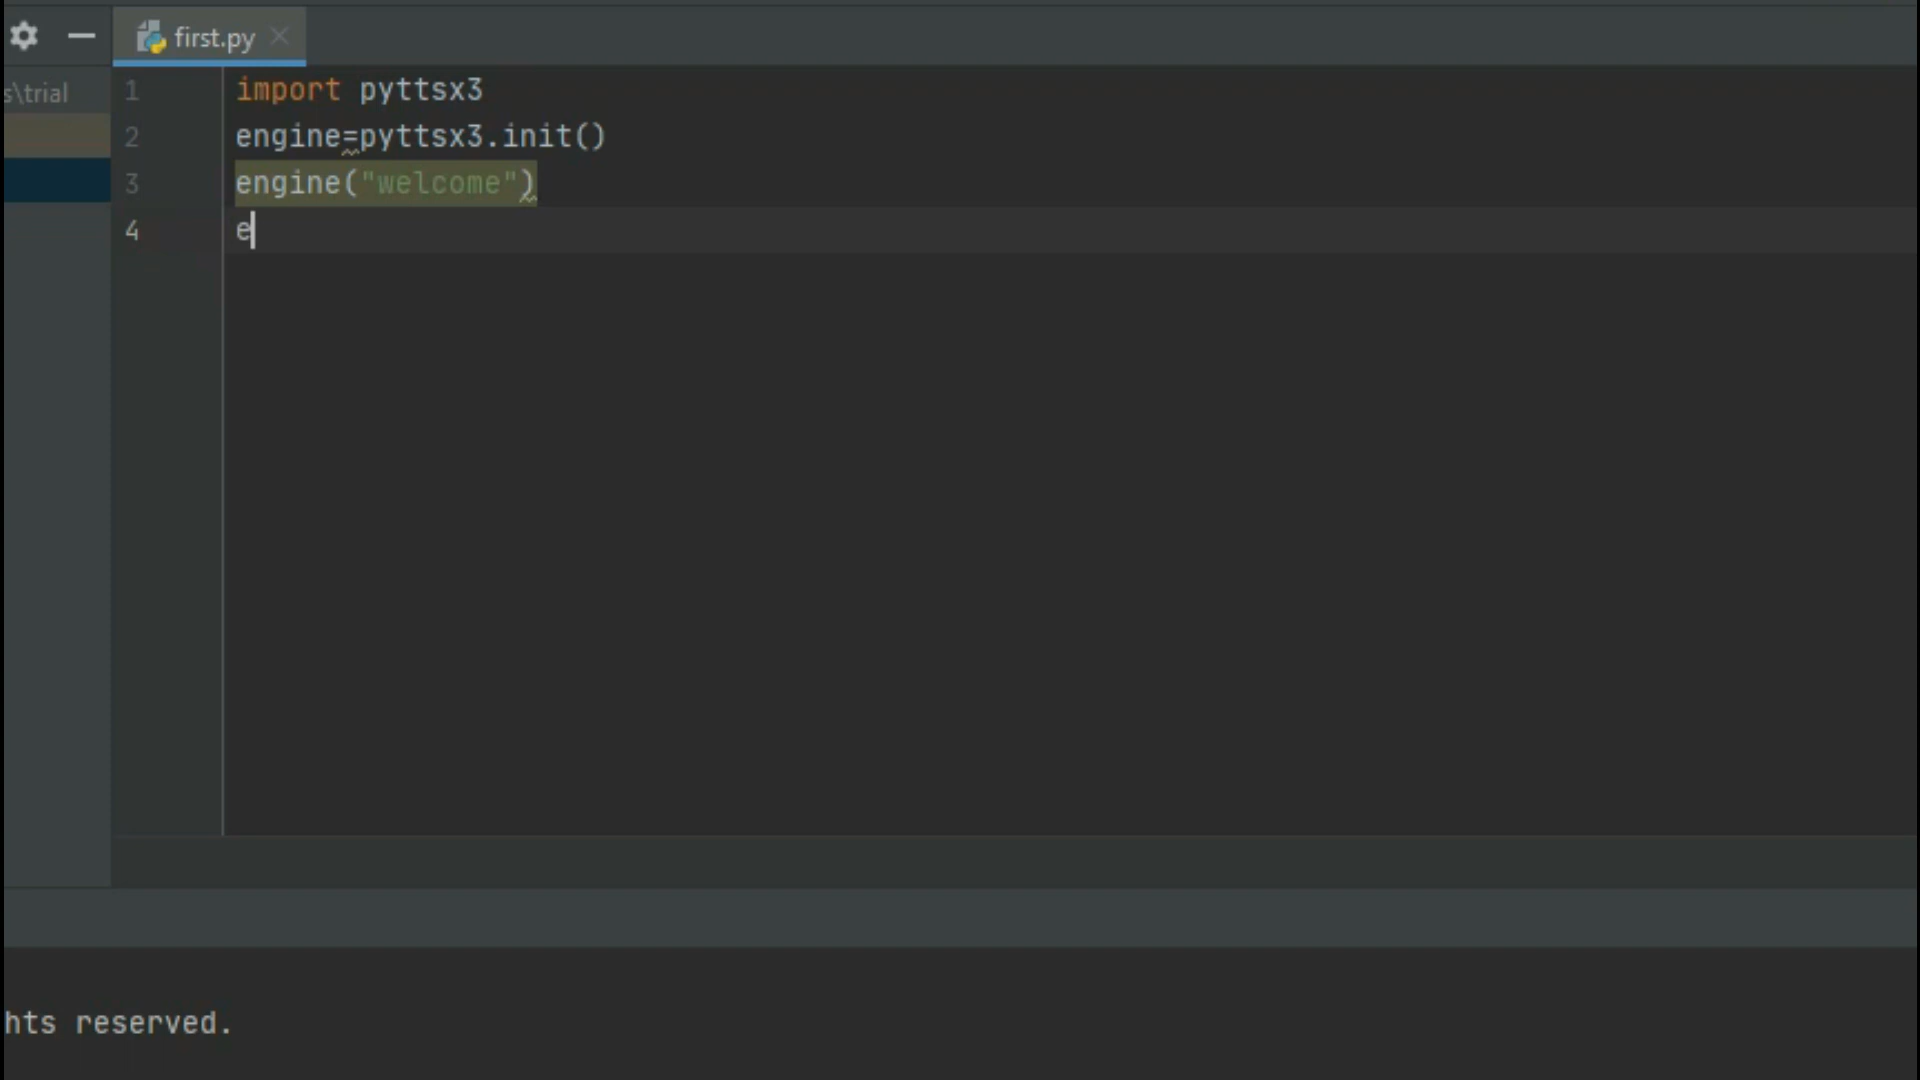 first.py
s\trial
1 import pyttsx3
2 engine=pyttsx3.init()
3 engine("welcome")
4 e
hts reserved.